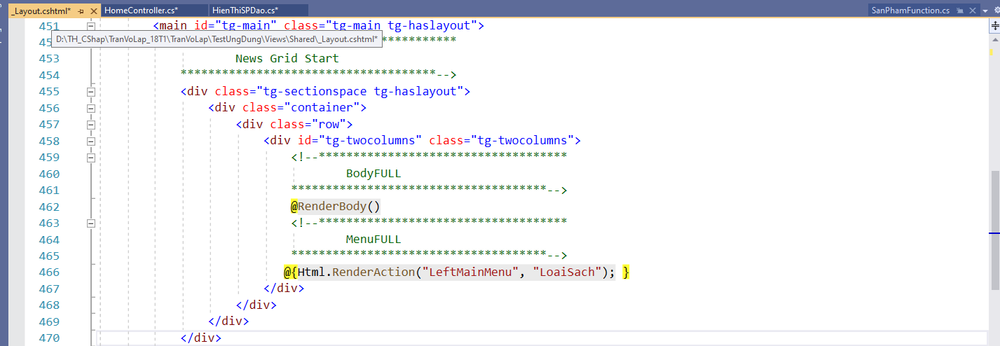 _Layout.cshtml* HomeController.cs* HienThiSPDao.cs* SanPhamFunction.cs
451 <main id="tg-main" class="tg-main tg-haslayout">
D:\TH_CShap\TranVoLap_18T1\TranVoLap\TestUngDung\Views\Shared\_Layout.cshtml*
453 News Grid Start
454 *************************************-->
455 <div class="tg-sectionspace tg-haslayout">
456 <div class="container">
457 <div class="row">
458 <div id="tg-twocolumns" class="tg-twocolumns">
459 <!--************************************
460 BodyFULL
461 *************************************-->
462 @RenderBody()
463 <!--************************************
464 MenuFULL
465 *************************************-->
466 @{Html.RenderAction("LeftMainMenu", "LoaiSach"); }
467 </div>
468 </div>
469 </div>
470 </div>